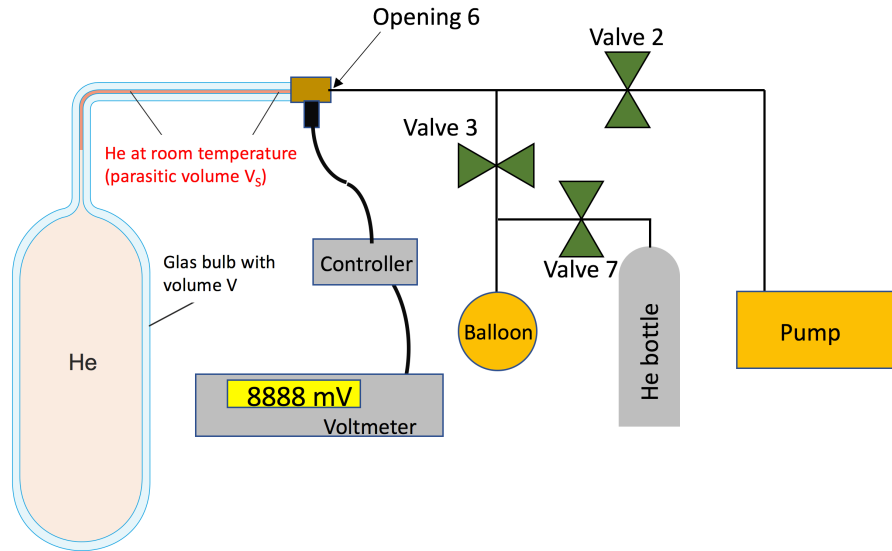 Opening 6
Valve 2
Valve 3
He at room temperature
(parasitic volume VS)
Glas bulb with
volume V
Controller
Valve 7
He
Balloon
He bottle
Pump
8888 mV
Voltmeter